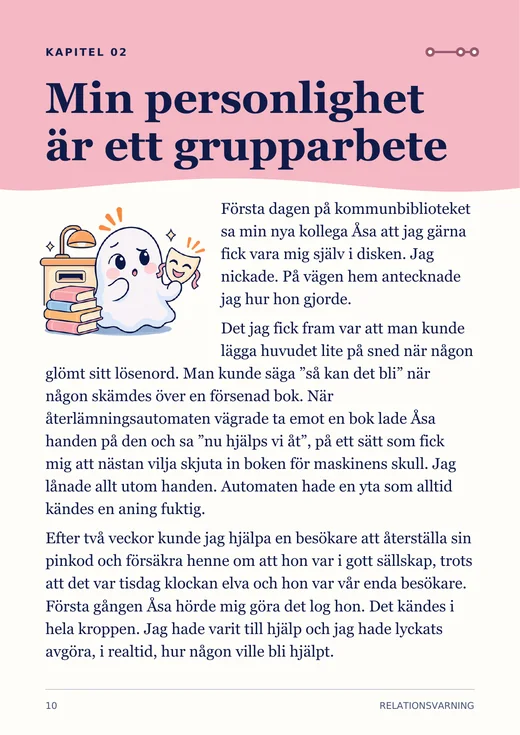 KAPITEL 02
Min personlighet
är ett grupparbete
Första dagen på kommunbiblioteket
sa min nya kollega Åsa att jag gärna
fick vara mig själv i disken. Jag
nickade. På vägen hem antecknade
jag hur hon gjorde.
Det jag fick fram var att man kunde
lägga huvudet lite på sned när någon
glömt sitt lösenord. Man kunde säga ”så kan det bli” när
någon skämdes över en försenad bok. När
återlämningsautomaten vägrade ta emot en bok lade Åsa
handen på den och sa ”nu hjälps vi åt”, på ett sätt som fick
mig att nästan vilja skjuta in boken för maskinens skull. Jag
lånade allt utom handen. Automaten hade en yta som alltid
kändes en aning fuktig.
Efter två veckor kunde jag hjälpa en besökare att återställa sin
pinkod och försäkra henne om att hon var i gott sällskap, trots
att det var tisdag klockan elva och hon var vår enda besökare.
Första gången Åsa hörde mig göra det log hon. Det kändes i
hela kroppen. Jag hade varit till hjälp och jag hade lyckats
avgöra, i realtid, hur någon ville bli hjälpt.
10
RELATIONSVARNING